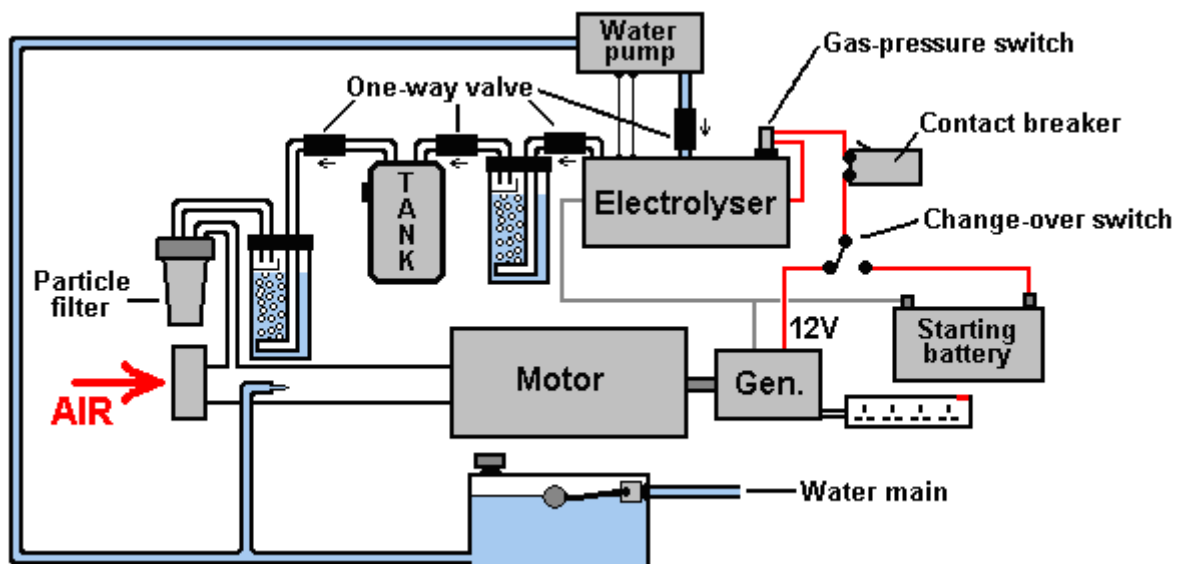 Water
pump
Gas-pressure switch
One-way valve
Contact breaker
T
A
N
K
Electrolyser
Change-over switch
Particle
filter
12V
Starting
battery
Motor
Gen.
AIR
Water main